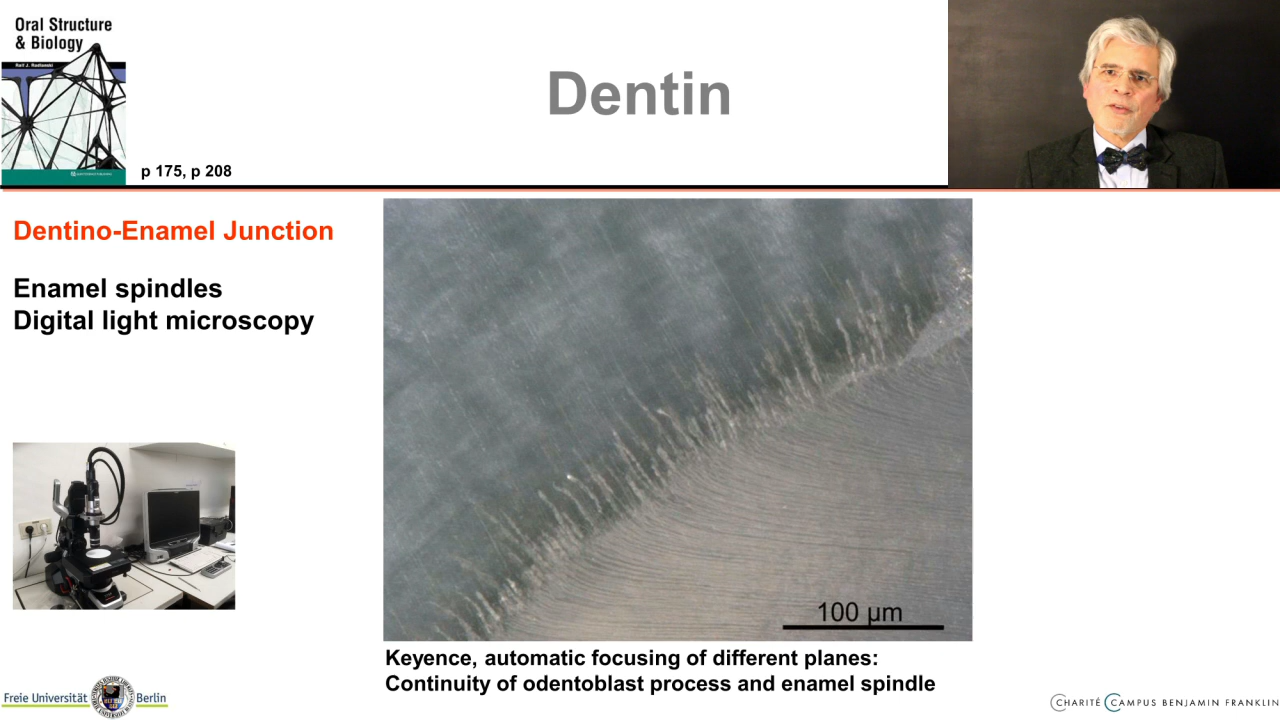 Oral Structure
& Biology
Ralf J. Radlanski
p 175, p 208
Dentin
Dentino-Enamel Junction
Enamel spindles
Digital light microscopy
100 µm
Keyence, automatic focusing of different planes:
Continuity of odentoblast process and enamel spindle
Freie Universität Berlin
CHARITÉ CAMPUS BENJAMIN FRANKLIN